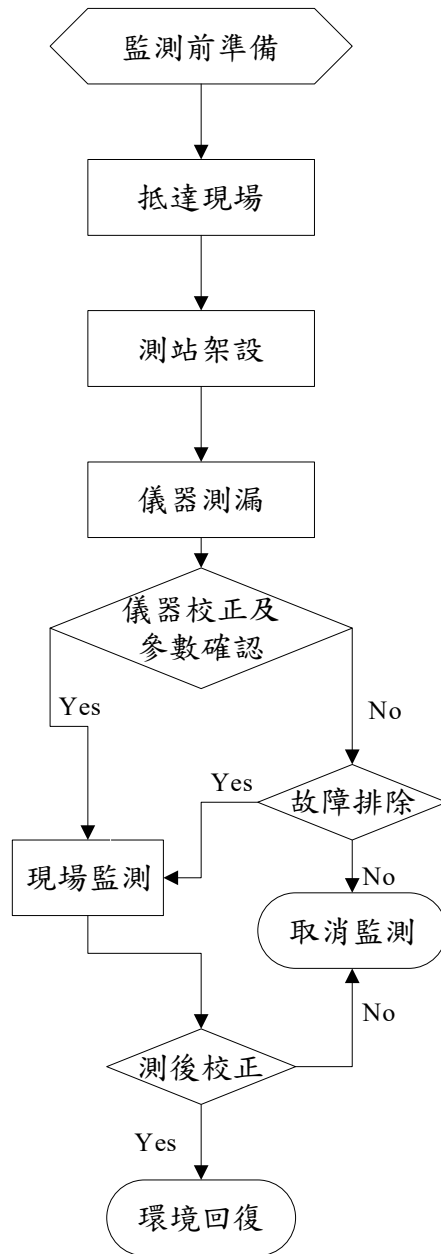 監測前準備
抵達現場
測站架設
儀器測漏
儀器校正及
參數確認
Yes
No
Yes
故障排除
現場監測
No
取消監測
No
測後校正
Yes
環境回復